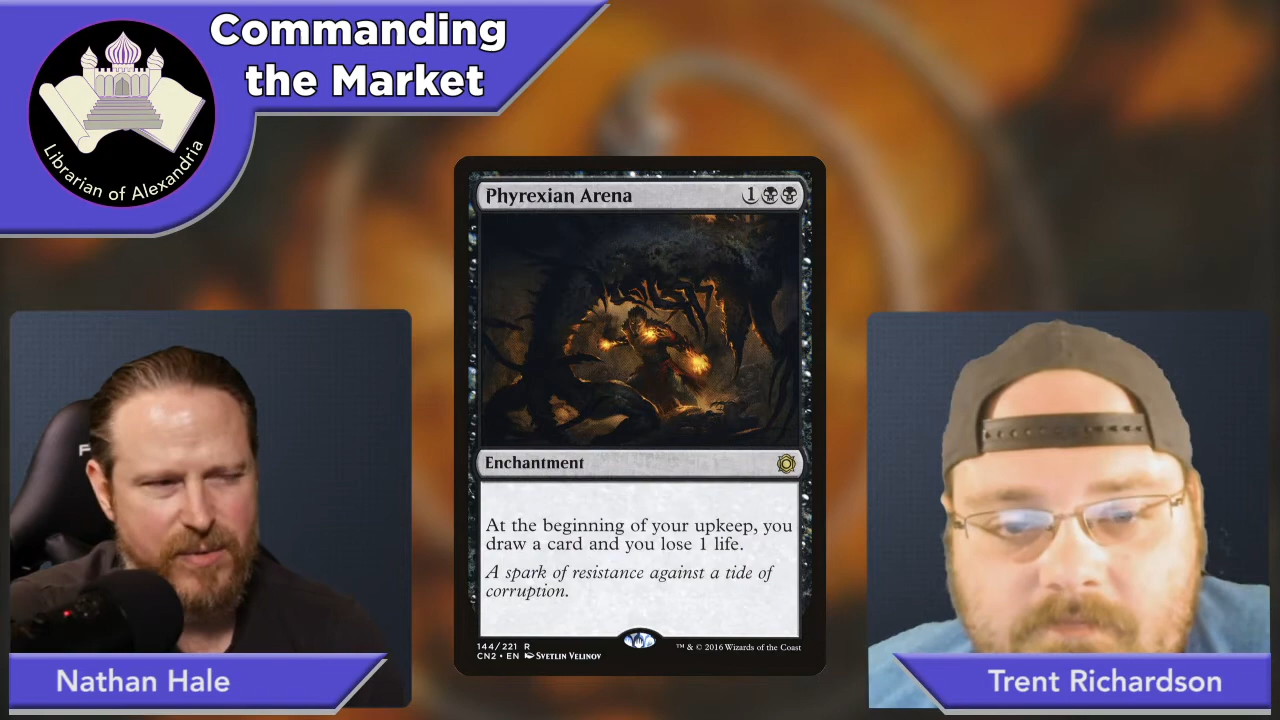 Commanding
the Market
Librarian of Alexandria
Phyrexian Arena 1
Enchantment
At the beginning of your upkeep, you
draw a card and you lose 1 life.
A spark of resistance against a tide of
corruption.
144/221 R
CN2 • EN Svetlin Velinov
™ & © 2016 Wizards of the Coast
F
Nathan Hale
Trent Richardson